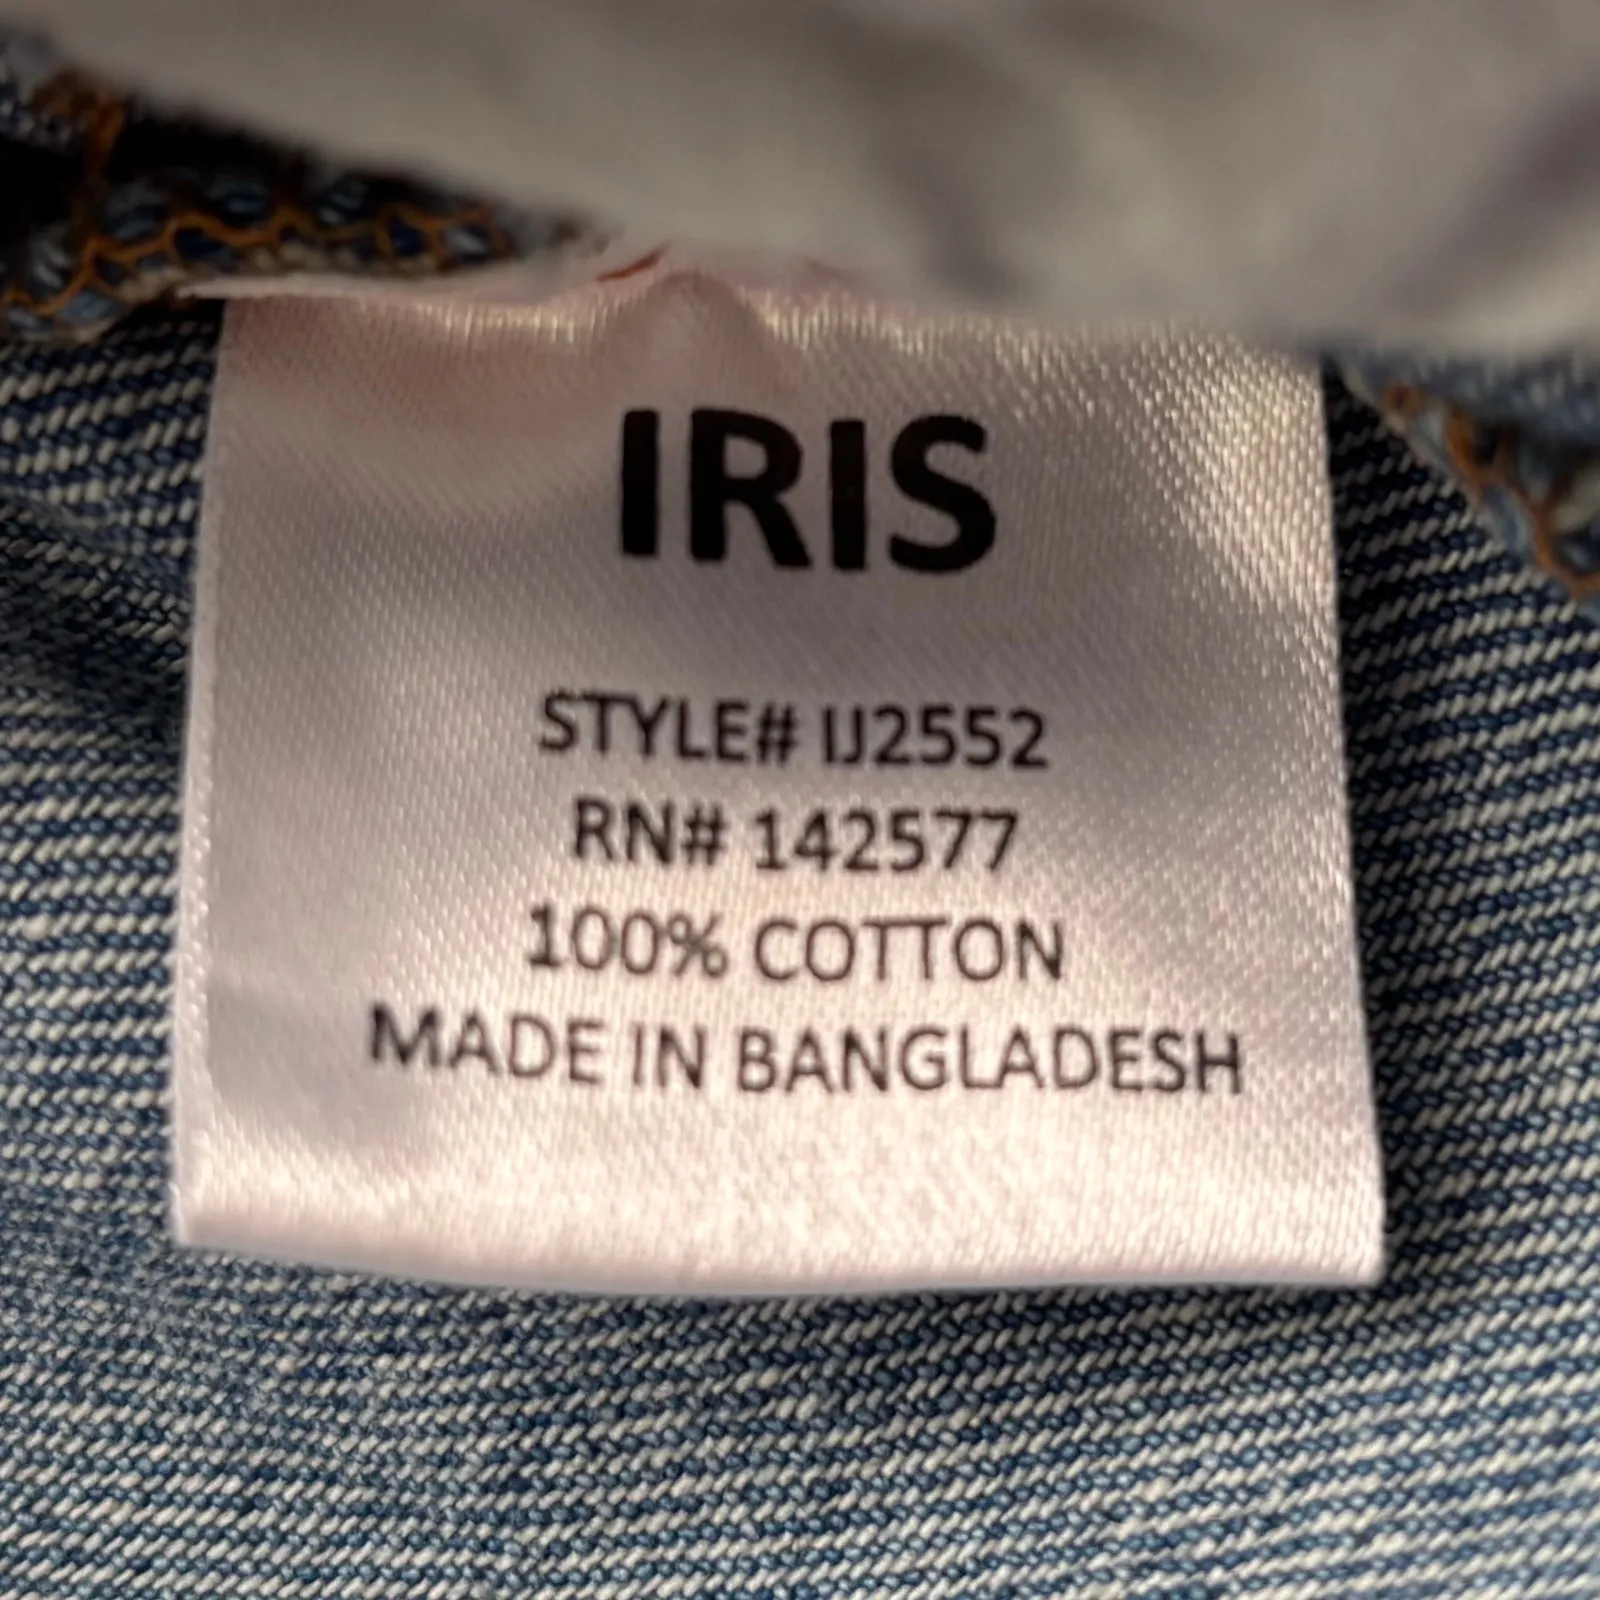 IRIS
STYLE# IJ2552
RN# 142577
100% COTTON
MADE IN BANGLADESH